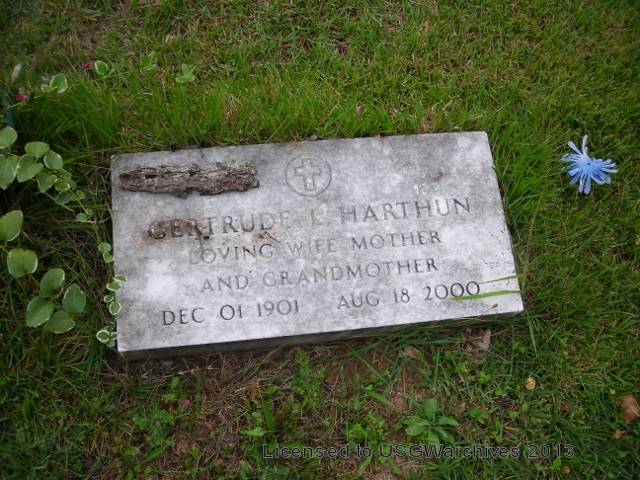 GERTRUDE L HARTHUN
LOVING WIFE MOTHER
AND GRANDMOTHER
DEC 01 1901 AUG 18 2000
Licensed to USGWarchives 2013